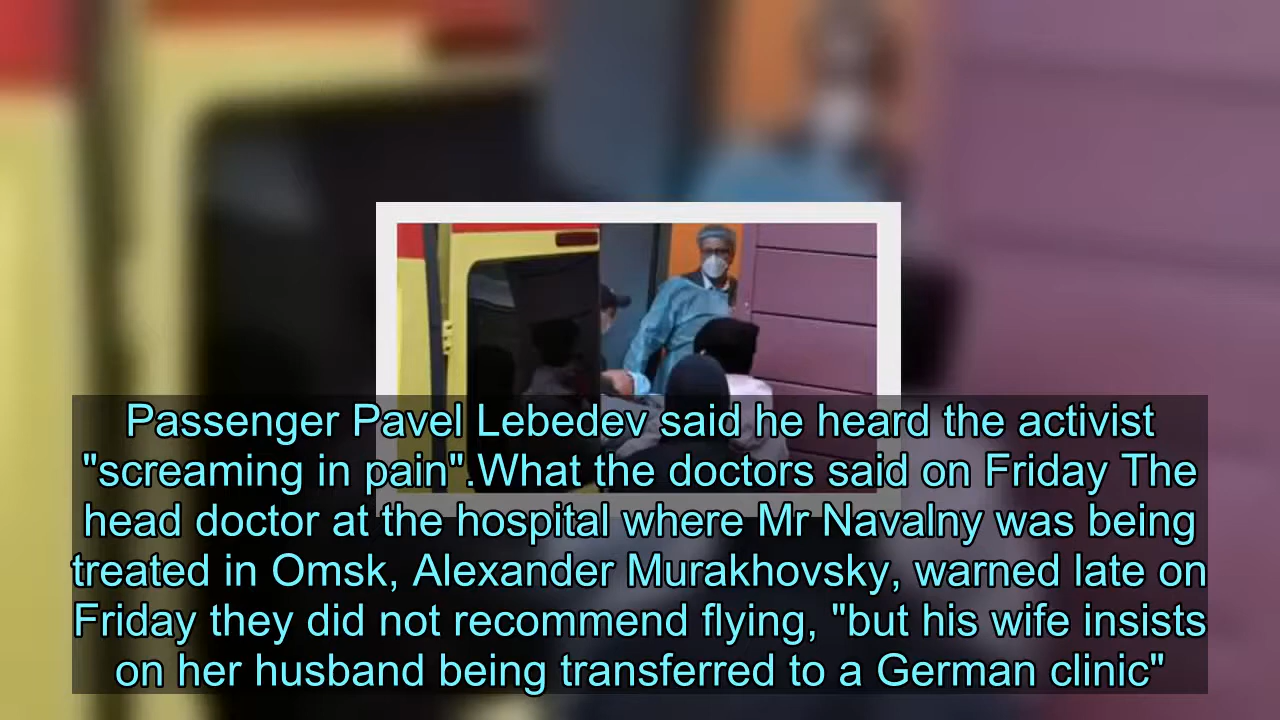 Passenger Pavel Lebedev said he heard the activist
"screaming in pain".What the doctors said on Friday The
head doctor at the hospital where Mr Navalny was being
treated in Omsk, Alexander Murakhovsky, warned late on
Friday they did not recommend flying, "but his wife insists
on her husband being transferred to a German clinic"